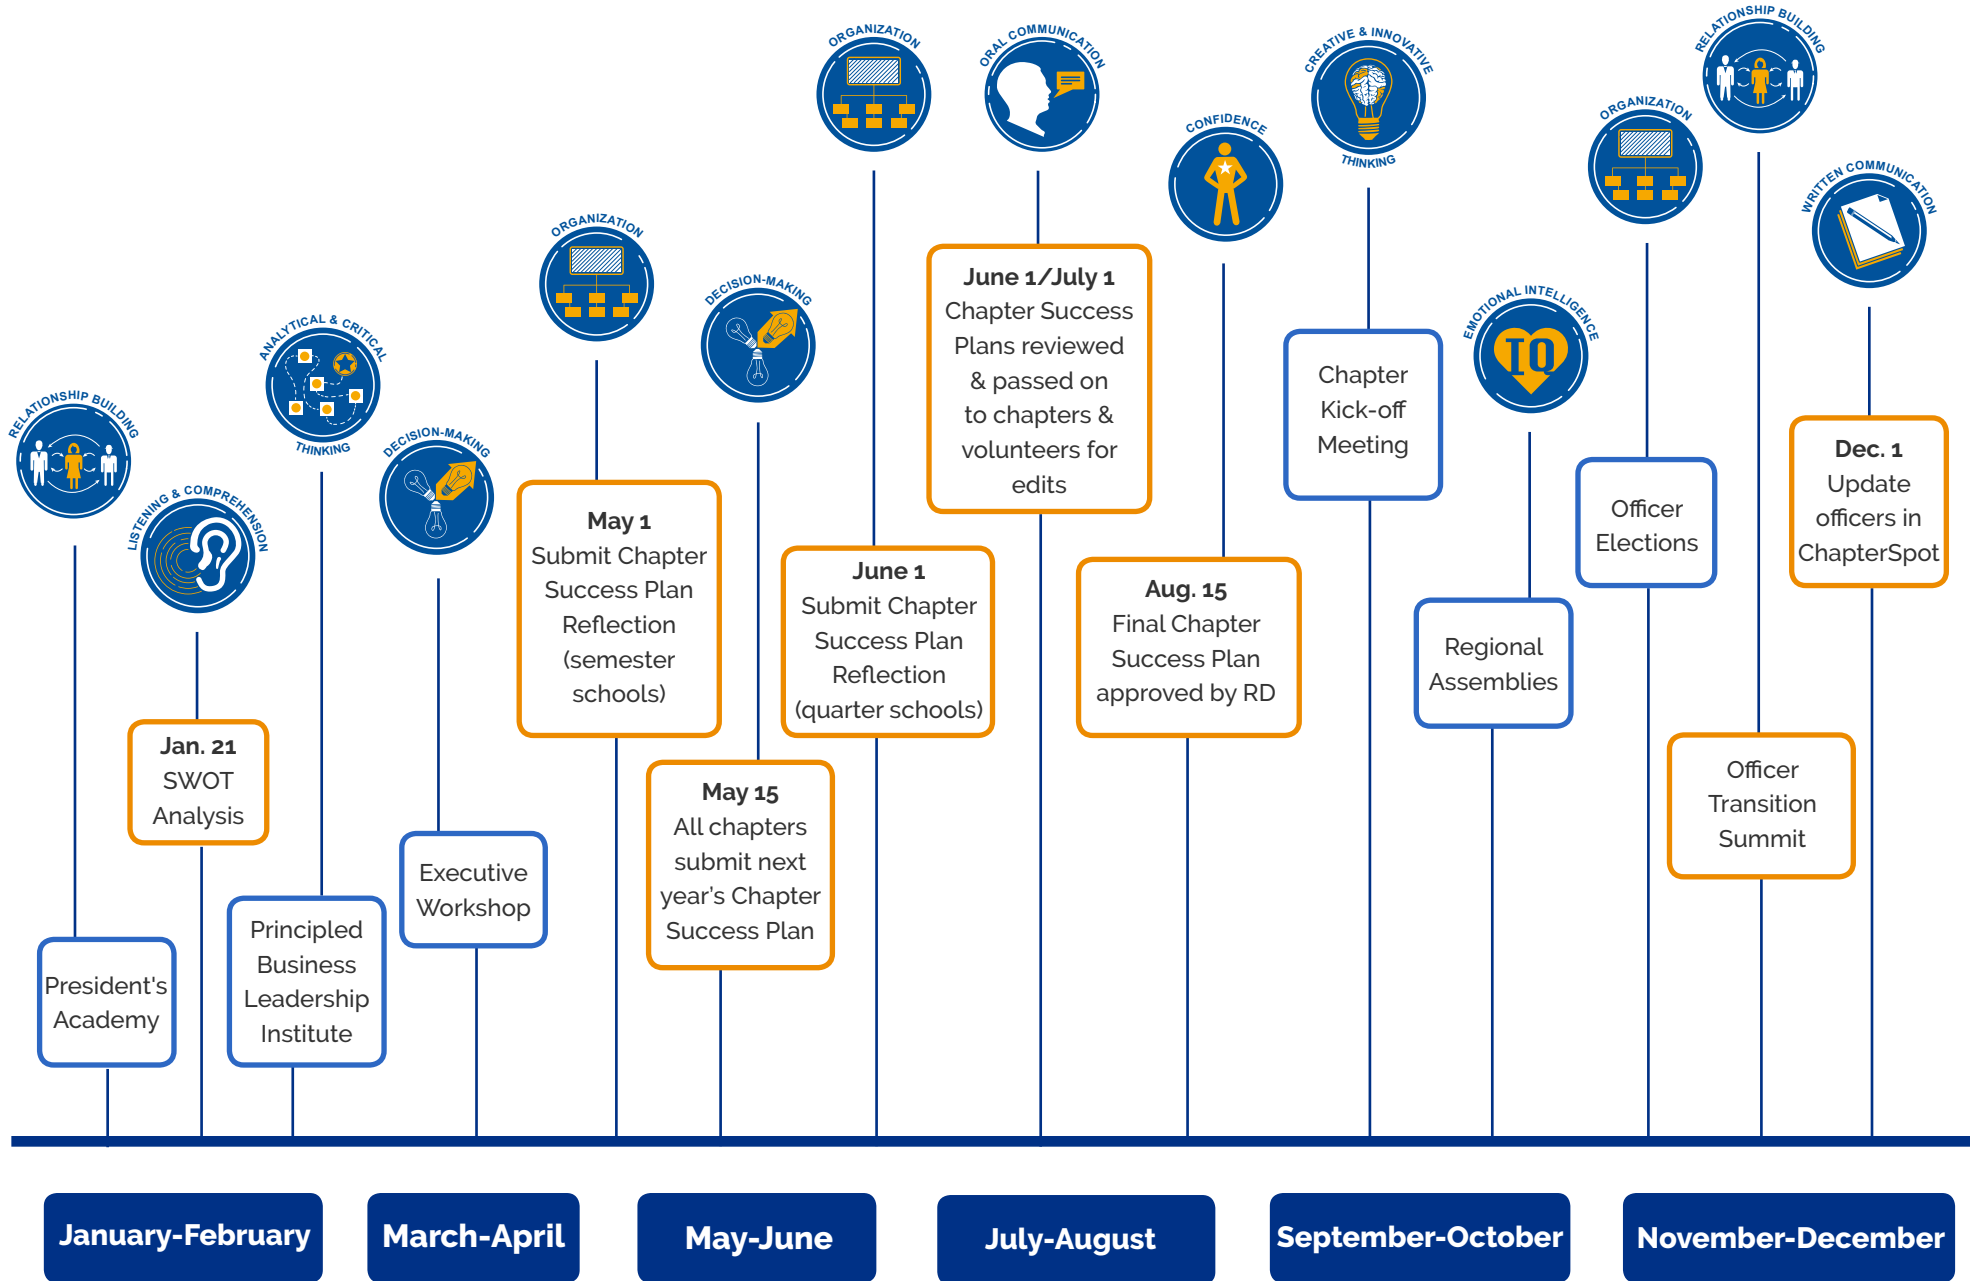 RELATIONSHIP BUILDING
President's
Academy
LISTENING & COMPREHENSION
Jan. 21
SWOT
Analysis
ANALYTICAL & CRITICAL
THINKING
Principled
Business
Leadership
Institute
DECISION-MAKING
Executive
Workshop
ORGANIZATION
May 1
Submit Chapter
Success Plan
Reflection
(semester
schools)
DECISION-MAKING
May 15
All chapters
submit next
year's Chapter
Success Plan
ORGANIZATION
June 1
Submit Chapter
Success Plan
Reflection
(quarter schools)
ORAL COMMUNICATION
June 1/July 1
Chapter Success
Plans reviewed
& passed on
to chapters &
volunteers for
edits
CONFIDENCE
Aug. 15
Final Chapter
Success Plan
approved by RD
CREATIVE & INNOVATIVE
THINKING
Chapter
Kick-off
Meeting
EMOTIONAL INTELLIGENCE
IQ
Regional
Assemblies
ORGANIZATION
Officer
Elections
RELATIONSHIP BUILDING
Officer
Transition
Summit
WRITTEN COMMUNICATION
Dec. 1
Update
officers in
ChapterSpot
January-February
March-April
May-June
July-August
September-October
November-December